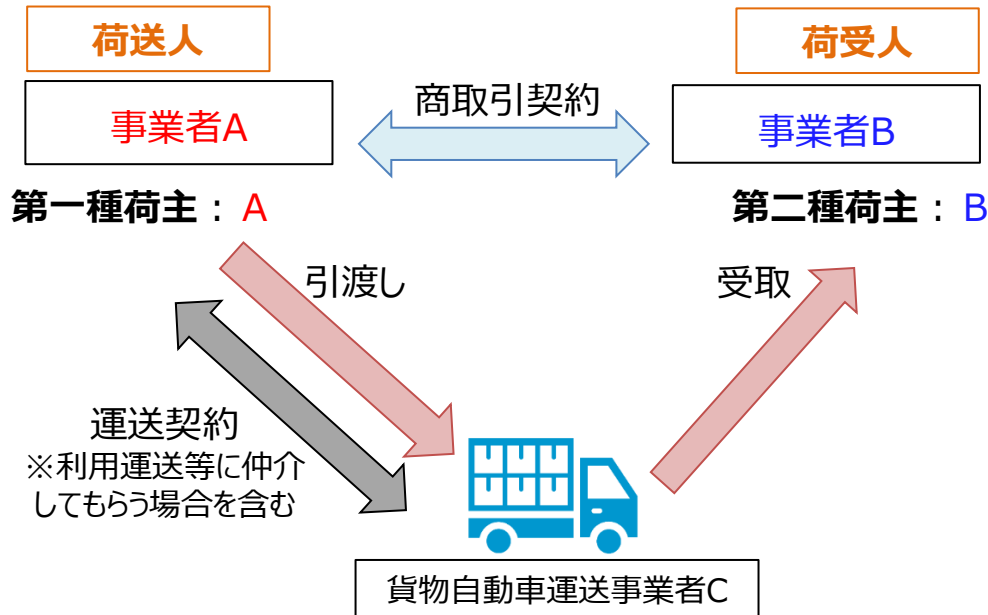 荷送人
荷受人
事業者A
商取引契約
事業者B
第一種荷主：A
第二種荷主：B
引渡し
受取
運送契約
※利用運送等に仲介
してもらう場合を含む
貨物自動車運送事業者C